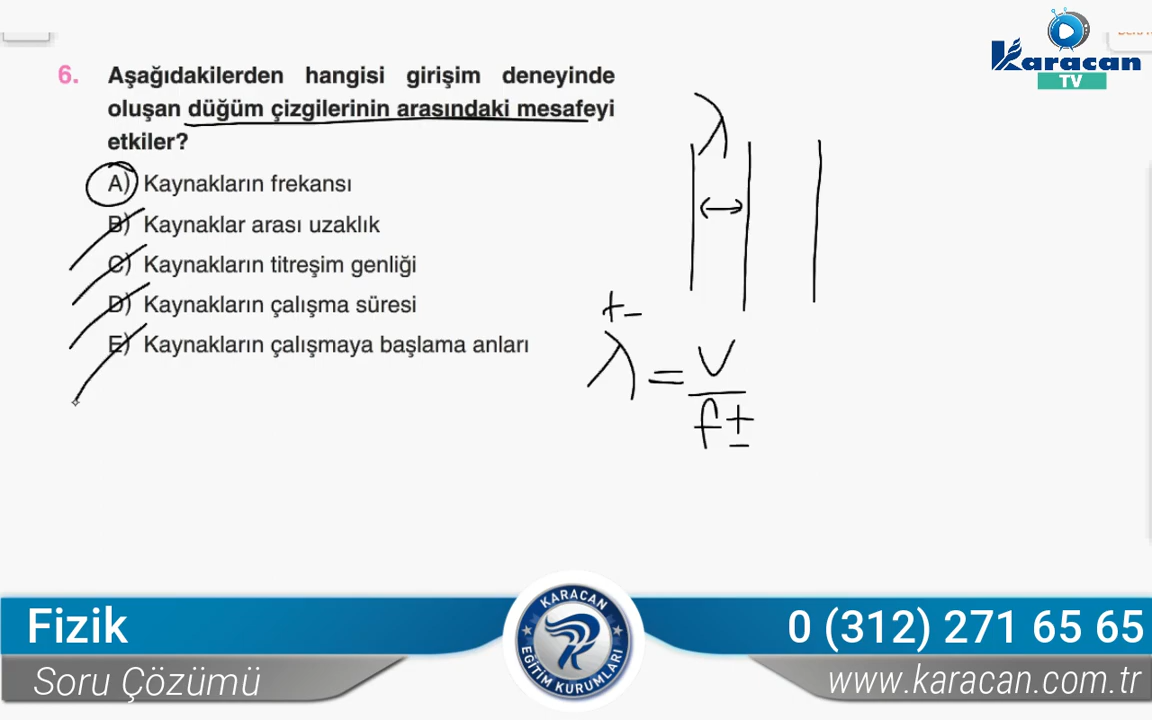 Karacan
TV
6. Aşağıdakilerden hangisi girişim deneyinde
oluşan düğüm çizgilerinin arasındaki mesafeyi
etkiler?
A) Kaynakların frekansı
B) Kaynaklar arası uzaklık
C) Kaynakların titreşim genliği
D) Kaynakların çalışma süresi
E) Kaynakların çalışmaya başlama anları
λ
+-
λ = v
f±
Fizik
Soru Çözümü
KARACAN
EĞİTİM KURUMLARI
0 (312) 271 65 65
www.karacan.com.tr